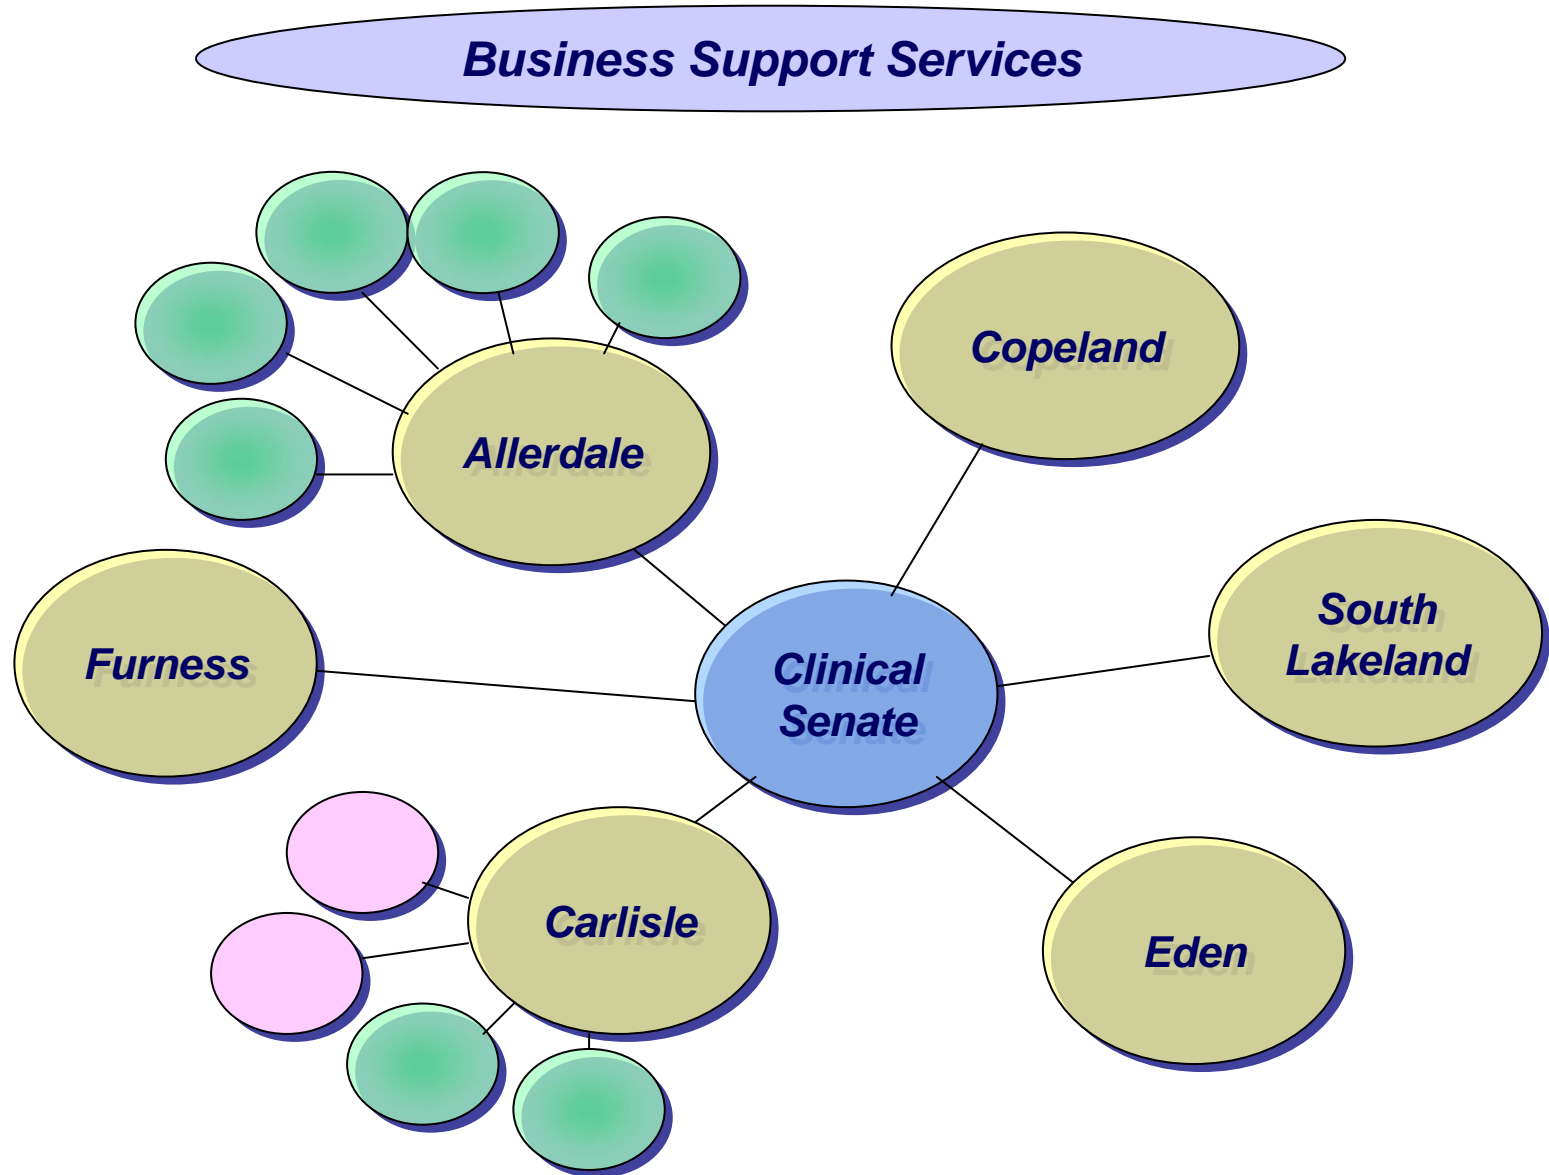 Business Support Services
Copeland
Allerdale
South
Lakeland
Furness
Clinical
Senate
Carlisle
Eden